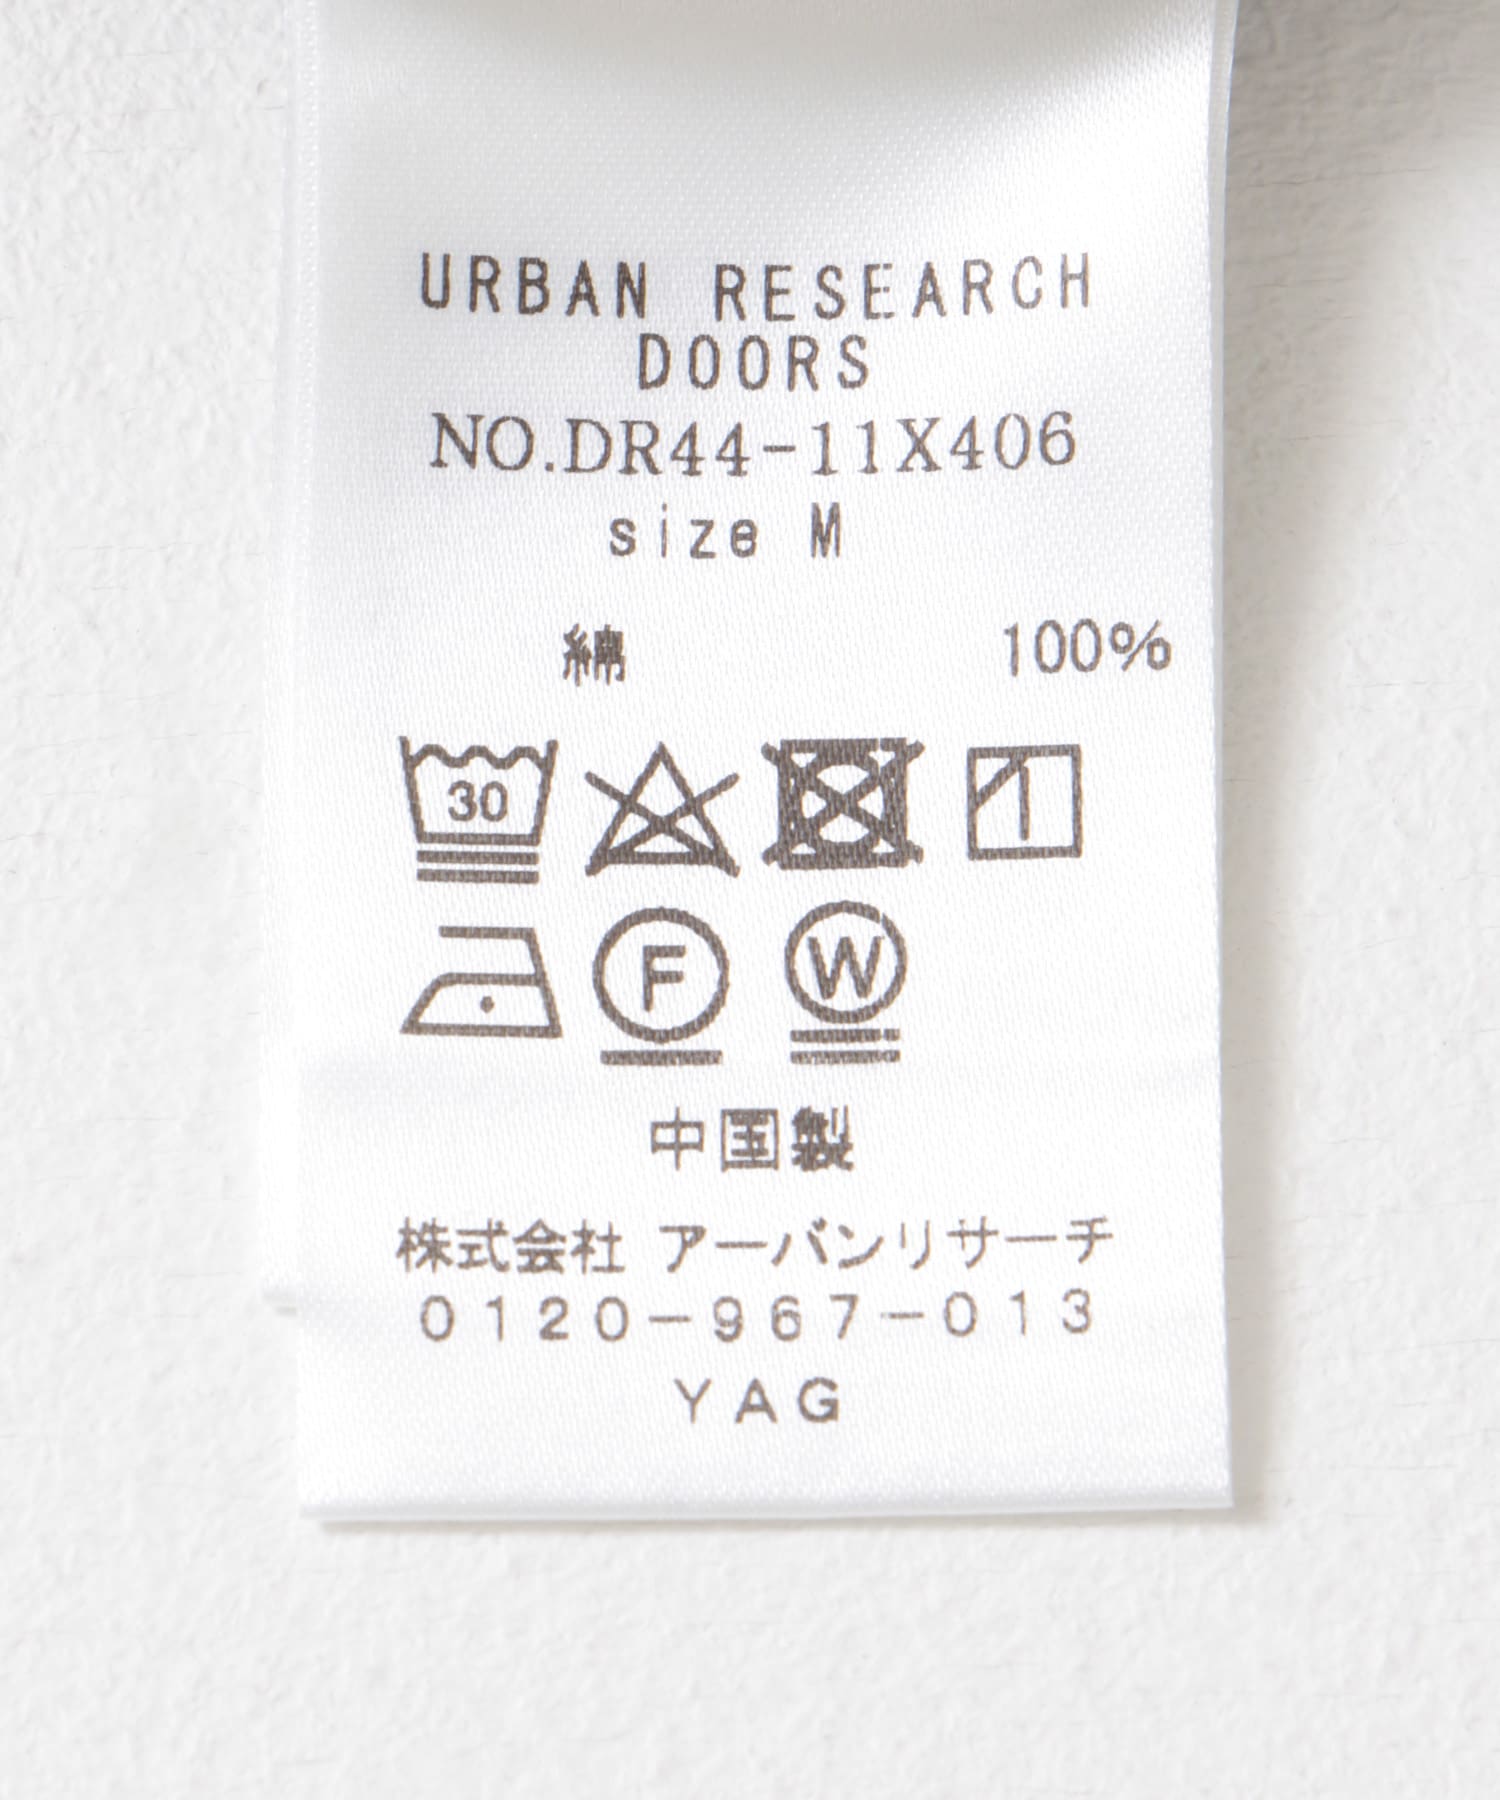 URBAN RESEARCH
DOORS
NO.DR44-11X406
size M
綿 100%
30
F W
中国製
株式会社 アーバンリサーチ
0120-967-013
YAG